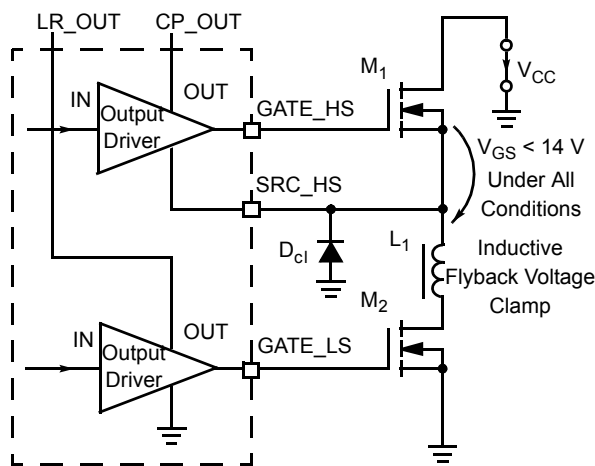 LR_OUT
CP_OUT
M1
VCC
IN
OUT
Output
Driver
GATE_HS
VGS < 14 V
Under All
Conditions
SRC_HS
Dcl
L1
Inductive
Flyback Voltage
Clamp
M2
IN
OUT
Output
Driver
GATE_LS